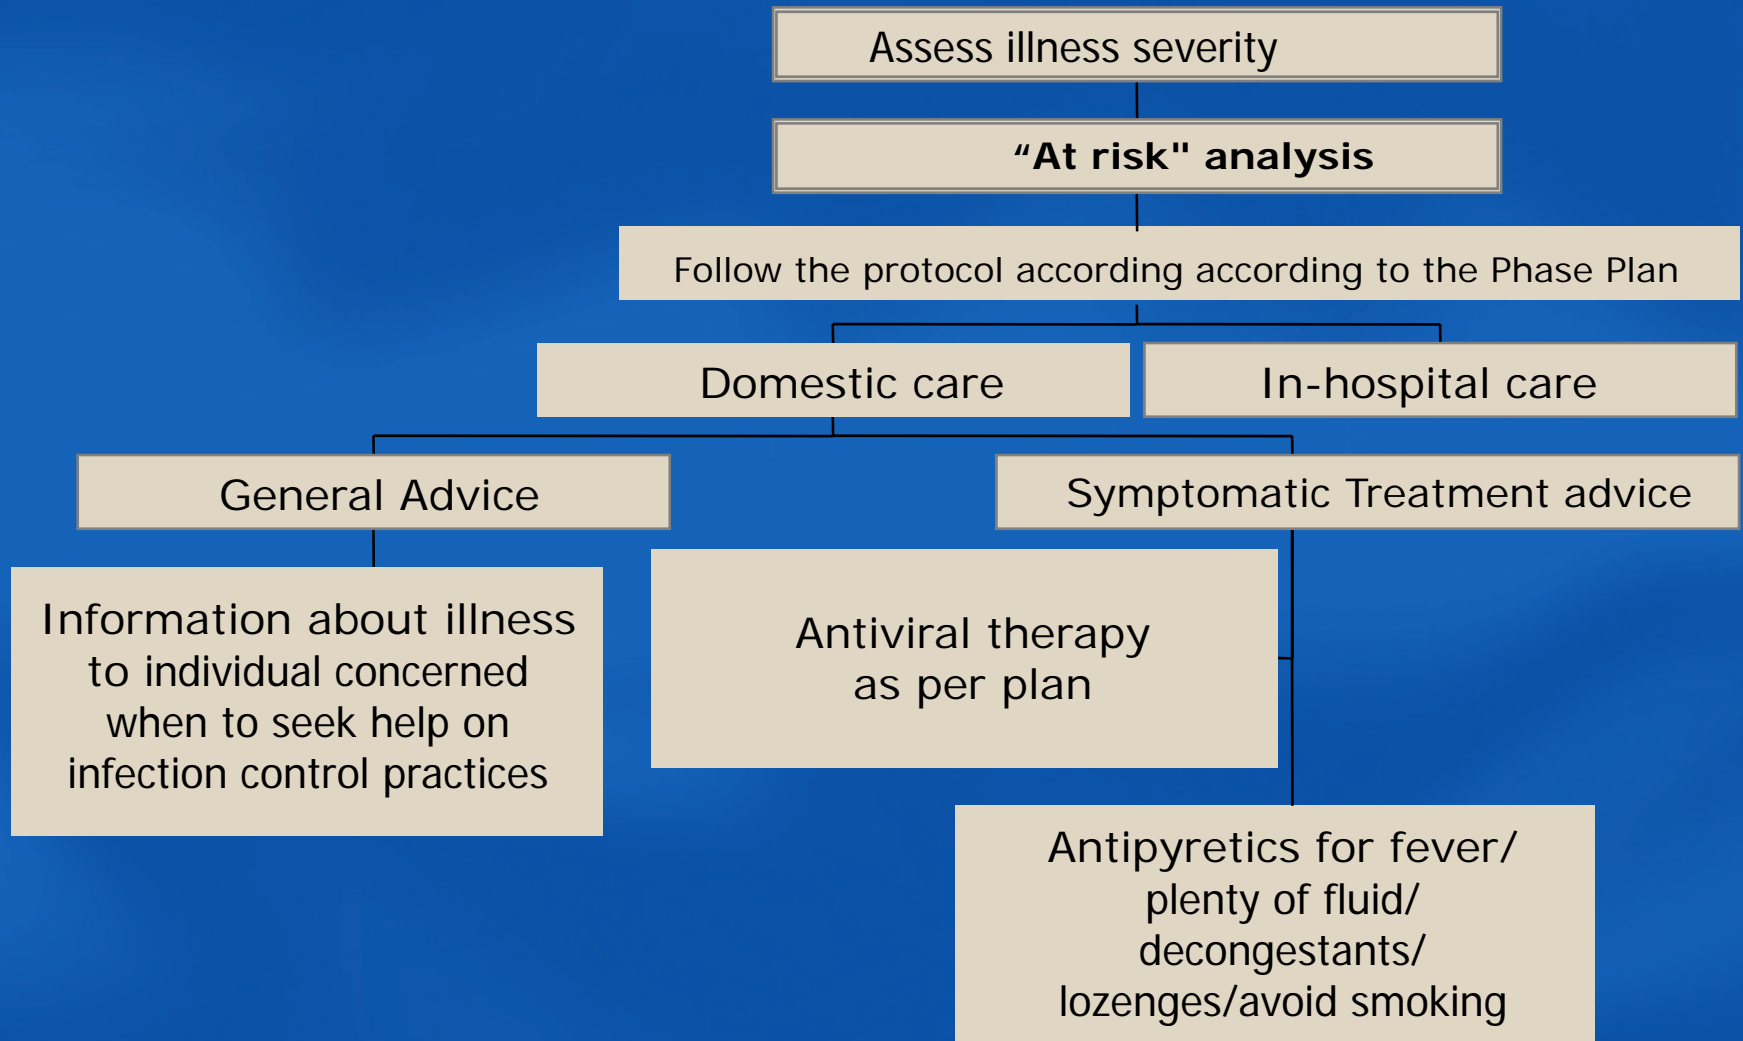 Assess illness severity
“At risk" analysis
Follow the protocol according according to the Phase Plan
Domestic care
In-hospital care
General Advice
Symptomatic Treatment advice
Information about illness
to individual concerned
when to seek help on
infection control practices
Antiviral therapy
as per plan
Antipyretics for fever/
plenty of fluid/
decongestants/
lozenges/avoid smoking